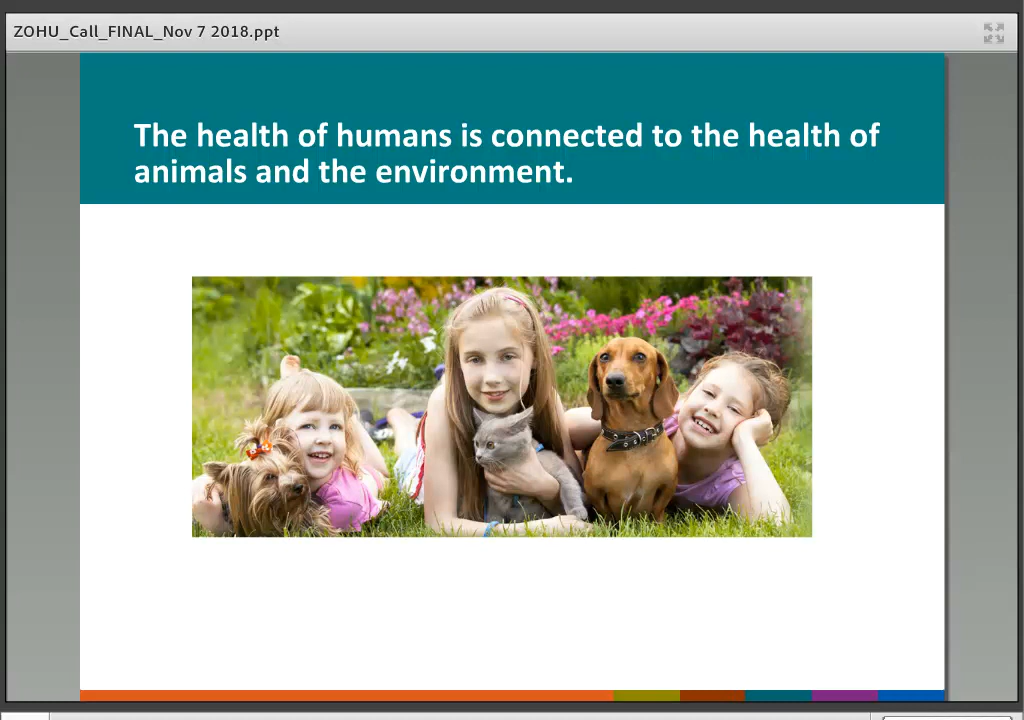 ZOHU_Call_FINAL_Nov 7 2018.ppt
The health of humans is connected to the health of
animals and the environment.